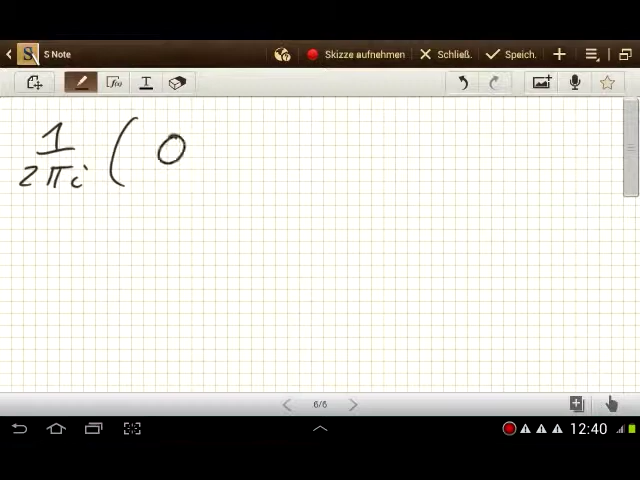 S Note Skizze aufnehmen Schließ. Speich.
f(x) T
1/2πi ( 0
6/6
12:40